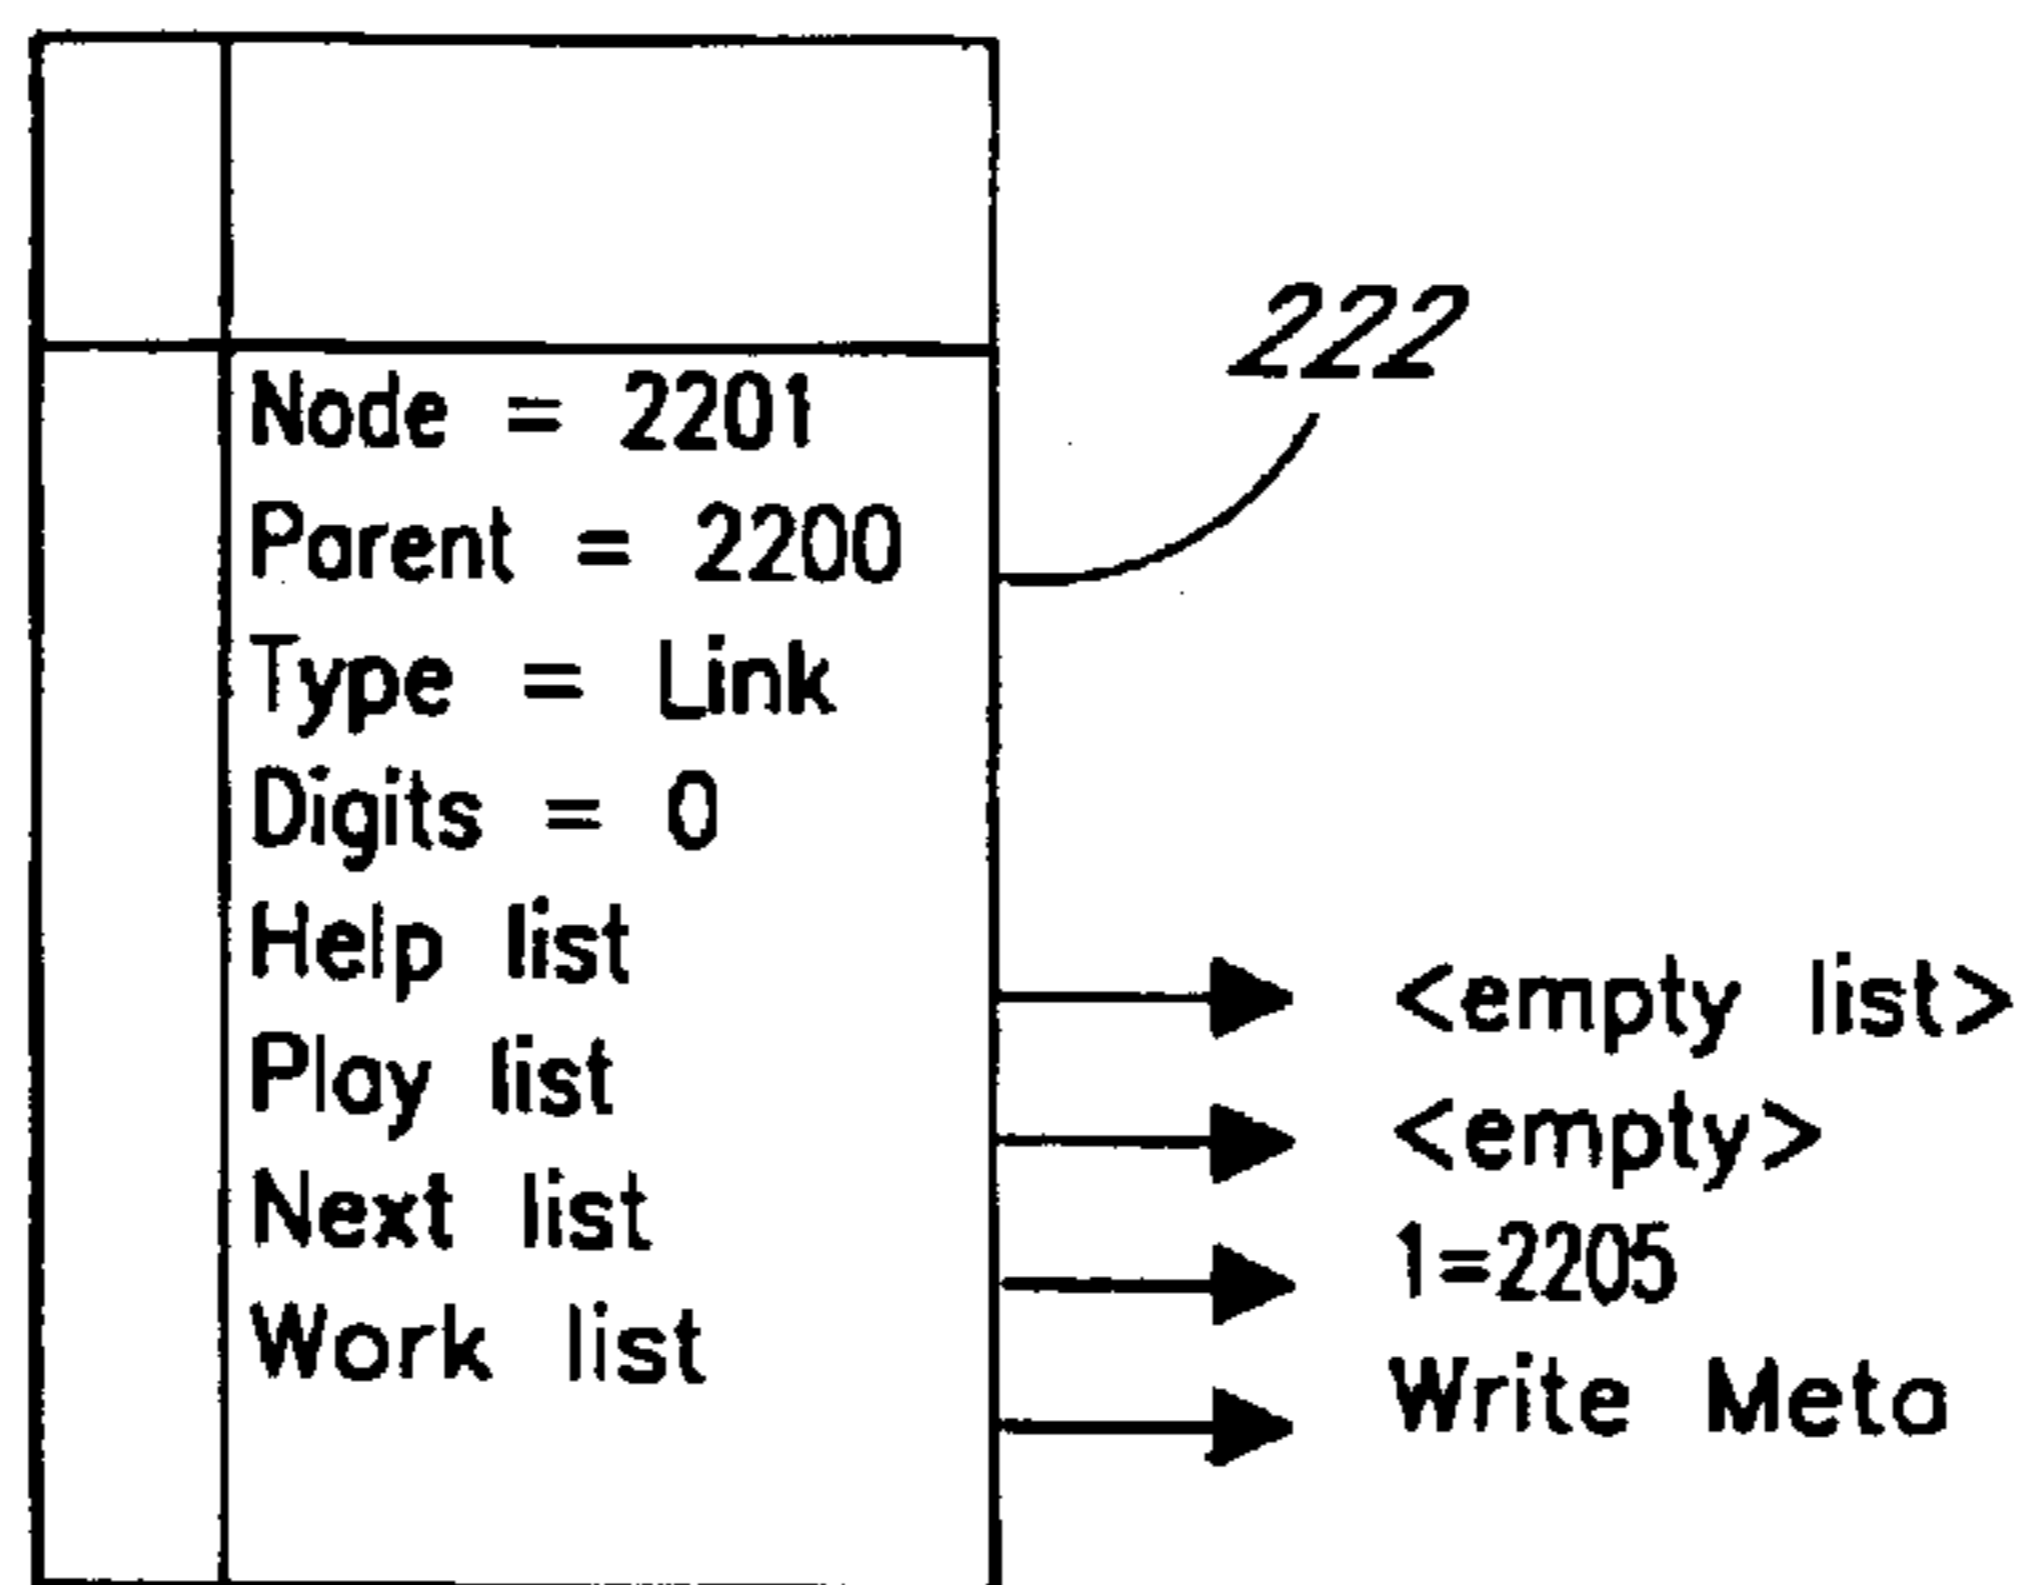 222
Node = 2201
Parent = 2200
Type = Link
Digits = 0
Help list
<empty list>
Play list
<empty>
Next list
1=2205
Work list
Write Meta